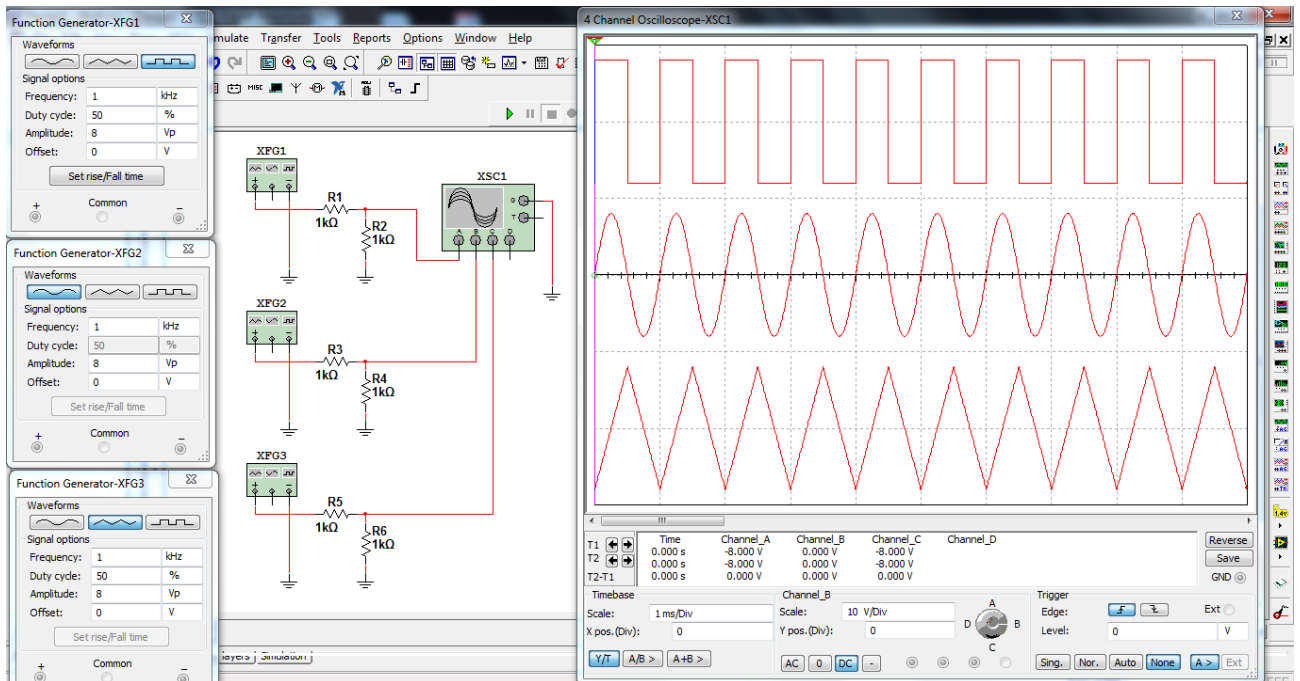 Function Generator-XFG1
Waveforms
Signal options
Frequency: 1 kHz
Duty cycle: 50 %
Amplitude: 8 Vp
Offset: 0 V
Set rise/Fall time
+ Common −
Function Generator-XFG2
Waveforms
Signal options
Frequency: 1 kHz
Duty cycle: 50 %
Amplitude: 8 Vp
Offset: 0 V
Set rise/Fall time
+ Common −
Function Generator-XFG3
Waveforms
Signal options
Frequency: 1 kHz
Duty cycle: 50 %
Amplitude: 8 Vp
Offset: 0 V
Set rise/Fall time
+ Common −
mulate Transfer Tools Reports Options Window Help
MISC
XFG1
R1
1kΩ
R2
1kΩ
XSC1
G
T
A B C D
XFG2
R3
1kΩ
R4
1kΩ
XFG3
R5
1kΩ
R6
1kΩ
ayers Simulation
4 Channel Oscilloscope-XSC1
Time Channel_A Channel_B Channel_C Channel_D
T1 0.000 s -8.000 V 0.000 V -8.000 V
T2 0.000 s -8.000 V 0.000 V -8.000 V
T2-T1 0.000 s 0.000 V 0.000 V 0.000 V
Reverse
Save
GND
Timebase
Scale: 1 ms/Div
X pos.(Div): 0
Y/T A/B > A+B >
Channel_B
Scale: 10 V/Div
Y pos.(Div): 0
AC 0 DC -
A
D B
C
Trigger
Edge: Ext
Level: 0 V
Sing. Nor. Auto None A > Ext
1.4v